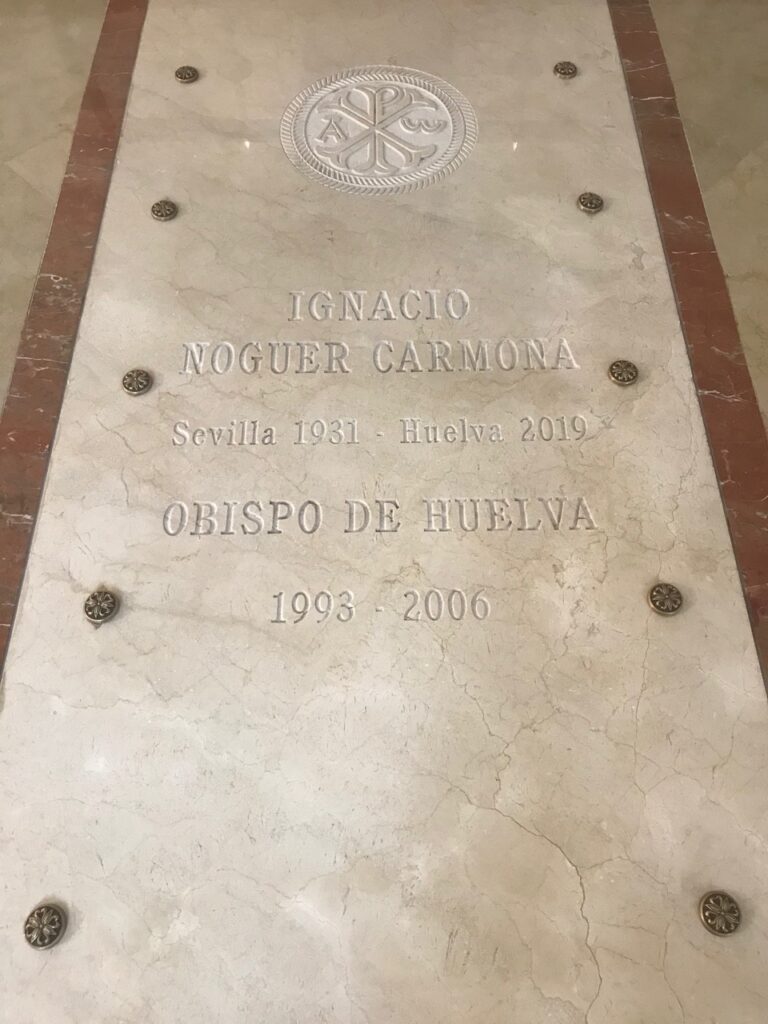 A P ω
IGNACIO
NOGUER CARMONA
Sevilla 1931 - Huelva 2019
OBISPO DE HUELVA
1993 - 2006